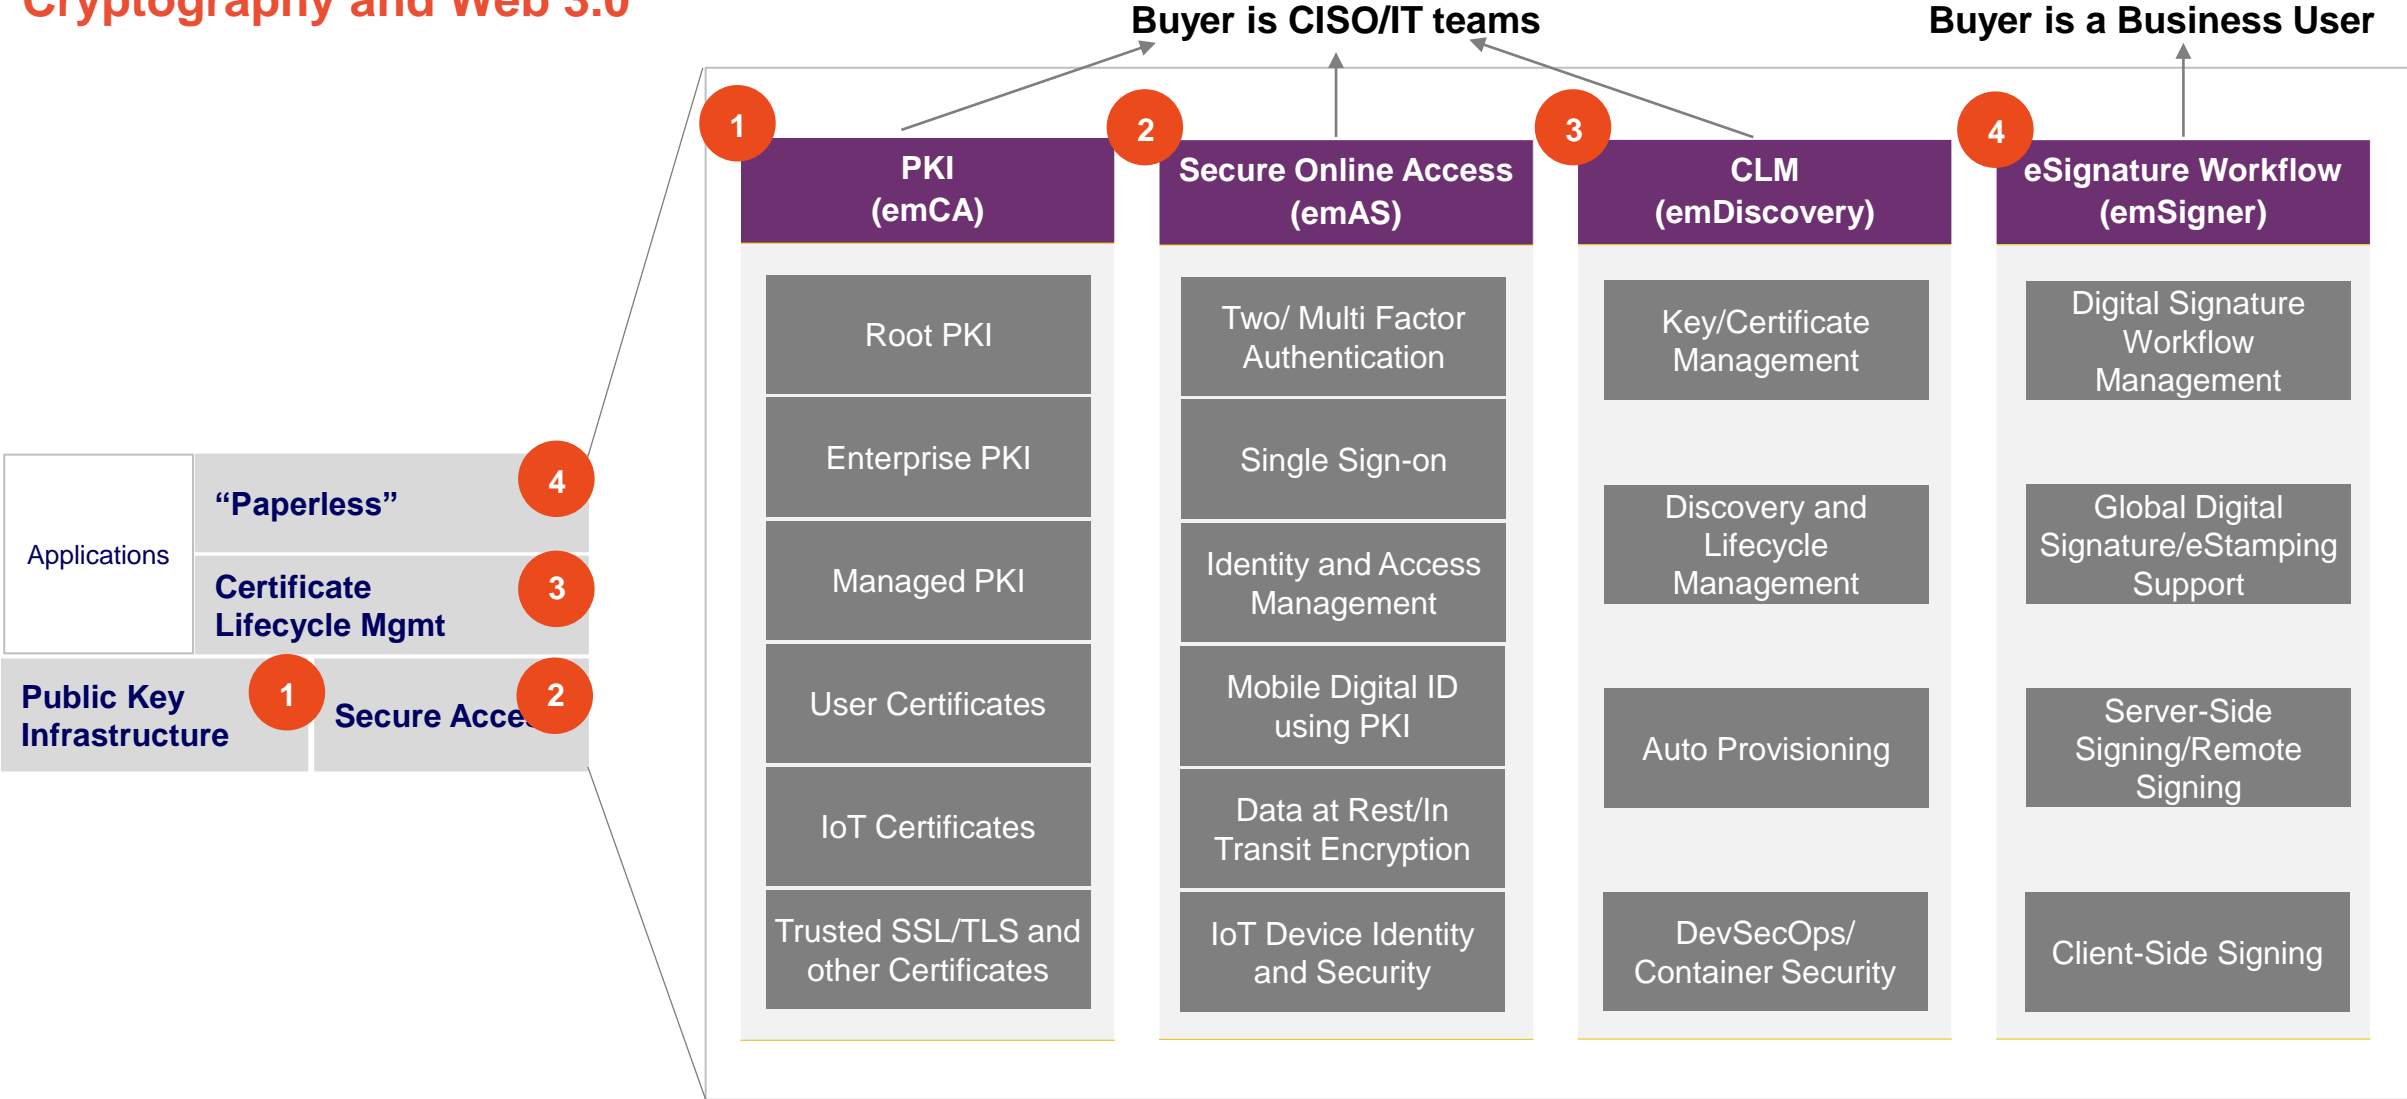 Cryptography and Web 3.0
Buyer is CISO/IT teams
Buyer is a Business User
1
PKI
(emCA)
Root PKI
Enterprise PKI
Managed PKI
User Certificates
IoT Certificates
Trusted SSL/TLS and
other Certificates
2
Secure Online Access
(emAS)
Two/ Multi Factor
Authentication
Single Sign-on
Identity and Access
Management
Mobile Digital ID
using PKI
Data at Rest/In
Transit Encryption
IoT Device Identity
and Security
3
CLM
(emDiscovery)
Key/Certificate
Management
Discovery and
Lifecycle
Management
Auto Provisioning
DevSecOps/
Container Security
4
eSignature Workflow
(emSigner)
Digital Signature
Workflow
Management
Global Digital
Signature/eStamping
Support
Server-Side
Signing/Remote
Signing
Client-Side Signing
Applications
“Paperless”
4
Certificate
Lifecycle Mgmt
3
Public Key
Infrastructure
1
Secure Access
2